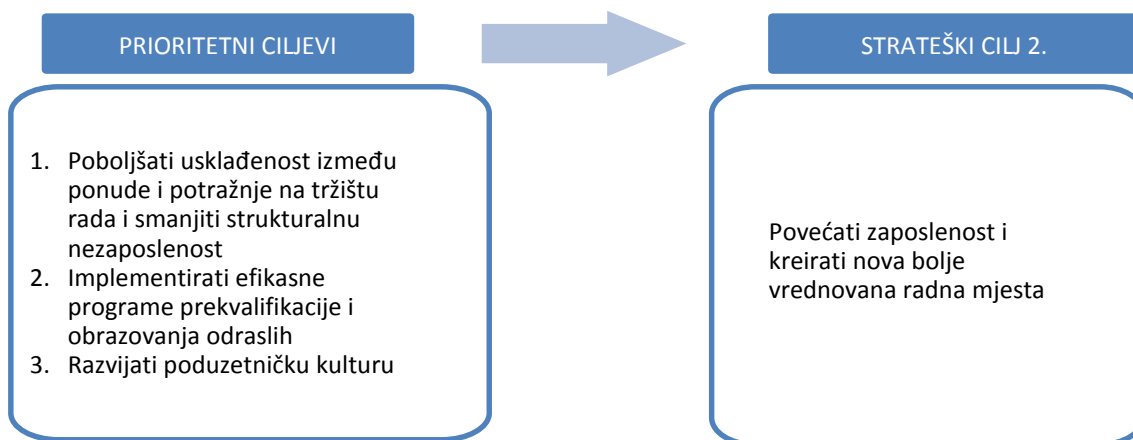 PRIORITETNI CILJEVI
1. Poboljšati usklađenost između
ponude i potražnje na tržištu
rada i smanjiti strukturalnu
nezaposlenost
2. Implementirati efikasne
programe prekvalifikacije i
obrazovanja odraslih
3. Razvijati poduzetničku kulturu
STRATEŠKI CILJ 2.
Povećati zaposlenost i
kreirati nova bolje
vrednovana radna mjesta